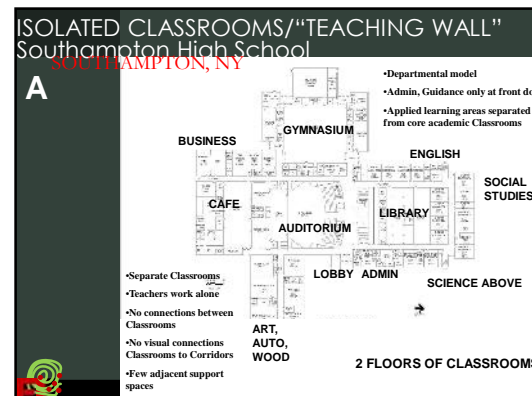 ISOLATED CLASSROOMS/“TEACHING WALL”
Southampton High School
SOUTHAMPTON, NY
A
•Departmental model
•Admin, Guidance only at front do
•Applied learning areas separated
from core academic Classrooms
GYMNASIUM
BUSINESS
ENGLISH
SOCIAL
STUDIES
CAFE
LIBRARY
AUDITORIUM
LOBBY ADMIN
SCIENCE ABOVE
•Separate Classrooms
•Teachers work alone
•No connections between
Classrooms
•No visual connections
Classrooms to Corridors
•Few adjacent support
spaces
ART,
AUTO,
WOOD
2 FLOORS OF CLASSROOMS